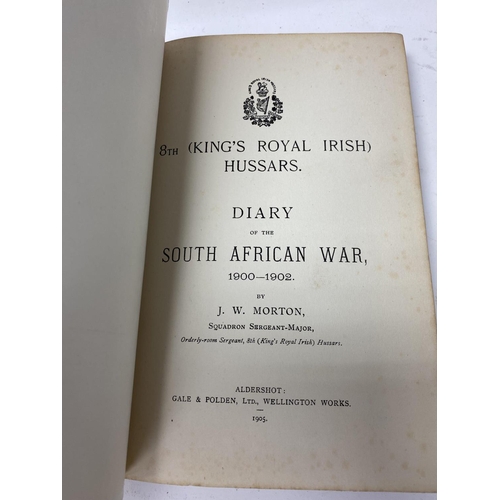 8TH (KING'S ROYAL IRISH)
HUSSARS.
DIARY
OF THE
SOUTH AFRICAN WAR,
1900—1902.
BY
J. W. MORTON,
SQUADRON SERGEANT-MAJOR,
Orderly-room Sergeant, 8th (King's Royal Irish) Hussars.
ALDERSHOT:
GALE & POLDEN, LTD., WELLINGTON WORKS.
1905.